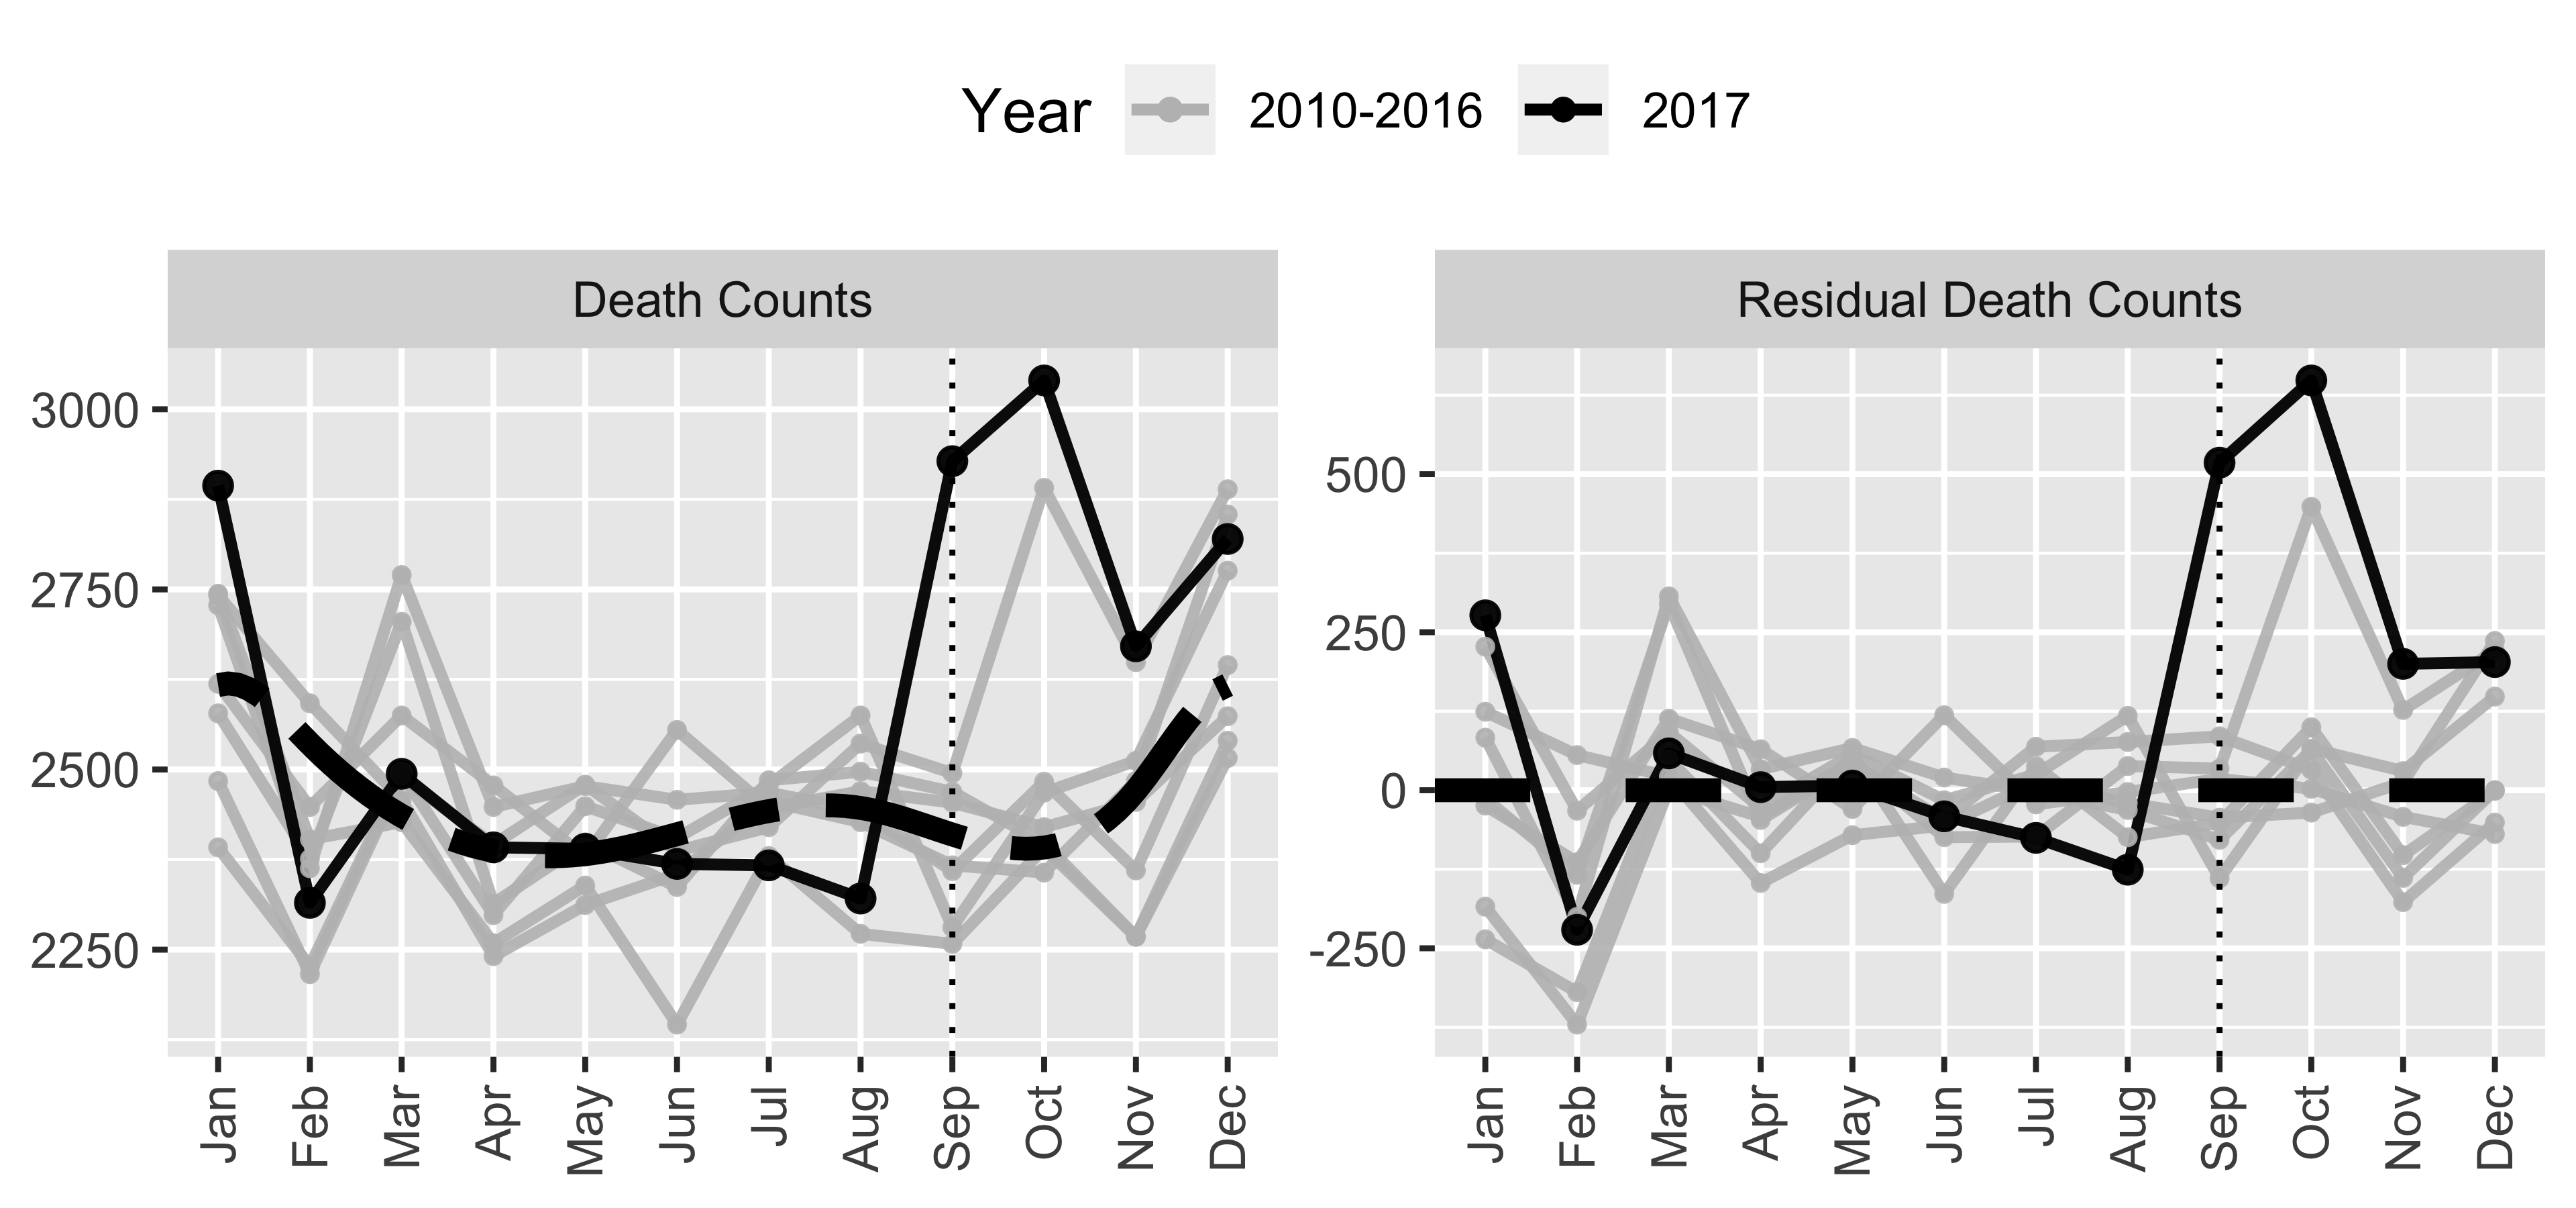 Year 2010-2016 2017
Death Counts
3000
2750
2500
2250
Jan Feb Mar Apr May Jun Jul Aug Sep Oct Nov Dec
Residual Death Counts
500
250
0
-250
Jan Feb Mar Apr May Jun Jul Aug Sep Oct Nov Dec